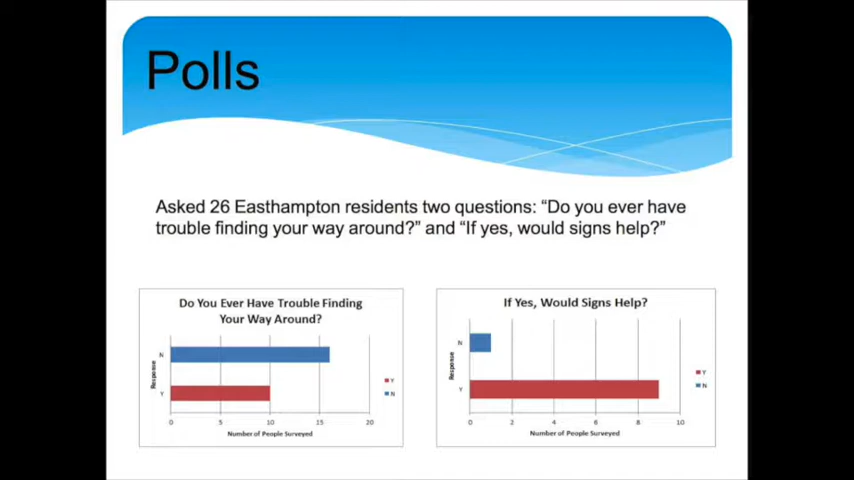 Polls
Asked 26 Easthampton residents two questions: “Do you ever have
trouble finding your way around?” and “If yes, would signs help?”
Do You Ever Have Trouble Finding
Your Way Around?
Response
N
Y
0 5 10 15 20
Number of People Surveyed
Y
N
If Yes, Would Signs Help?
Response
N
Y
0 2 4 6 8 10
Number of People Surveyed
Y
N